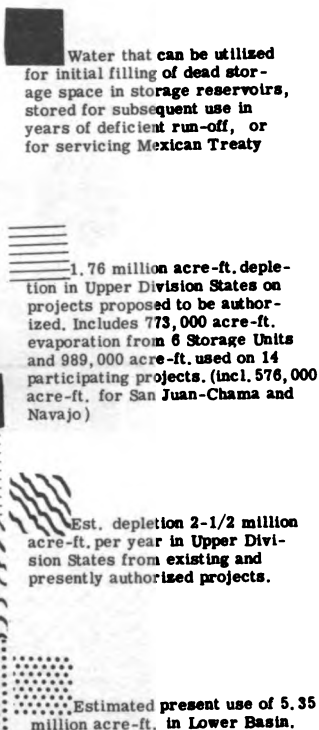 Water that can be utilized
for initial filling of dead stor-
age space in storage reservoirs,
stored for subsequent use in
years of deficient run-off, or
for servicing Mexican Treaty
1.76 million acre-ft. deple-
tion in Upper Division States on
projects proposed to be author-
ized. Includes 773,000 acre-ft.
evaporation from 6 Storage Units
and 989,000 acre-ft. used on 14
participating projects. (incl. 576,000
acre-ft. for San Juan-Chama and
Navajo)
Est. depletion 2-1/2 million
acre-ft. per year in Upper Divi-
sion States from existing and
presently authorized projects.
Estimated present use of 5.35
million acre-ft. in Lower Basin.